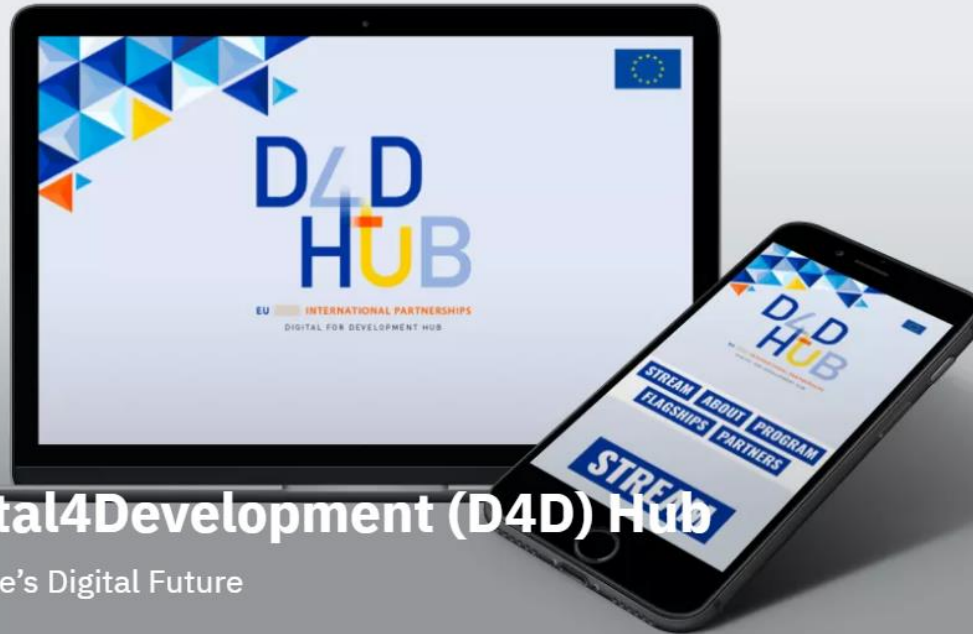 D4D
HUB
EU INTERNATIONAL PARTNERSHIPS
DIGITAL FOR DEVELOPMENT HUB
D4D
HUB
STREAM ABOUT PROGRAM
FLAGSHIPS PARTNERS
STREAM
tal4Development (D4D) Hub
e's Digital Future